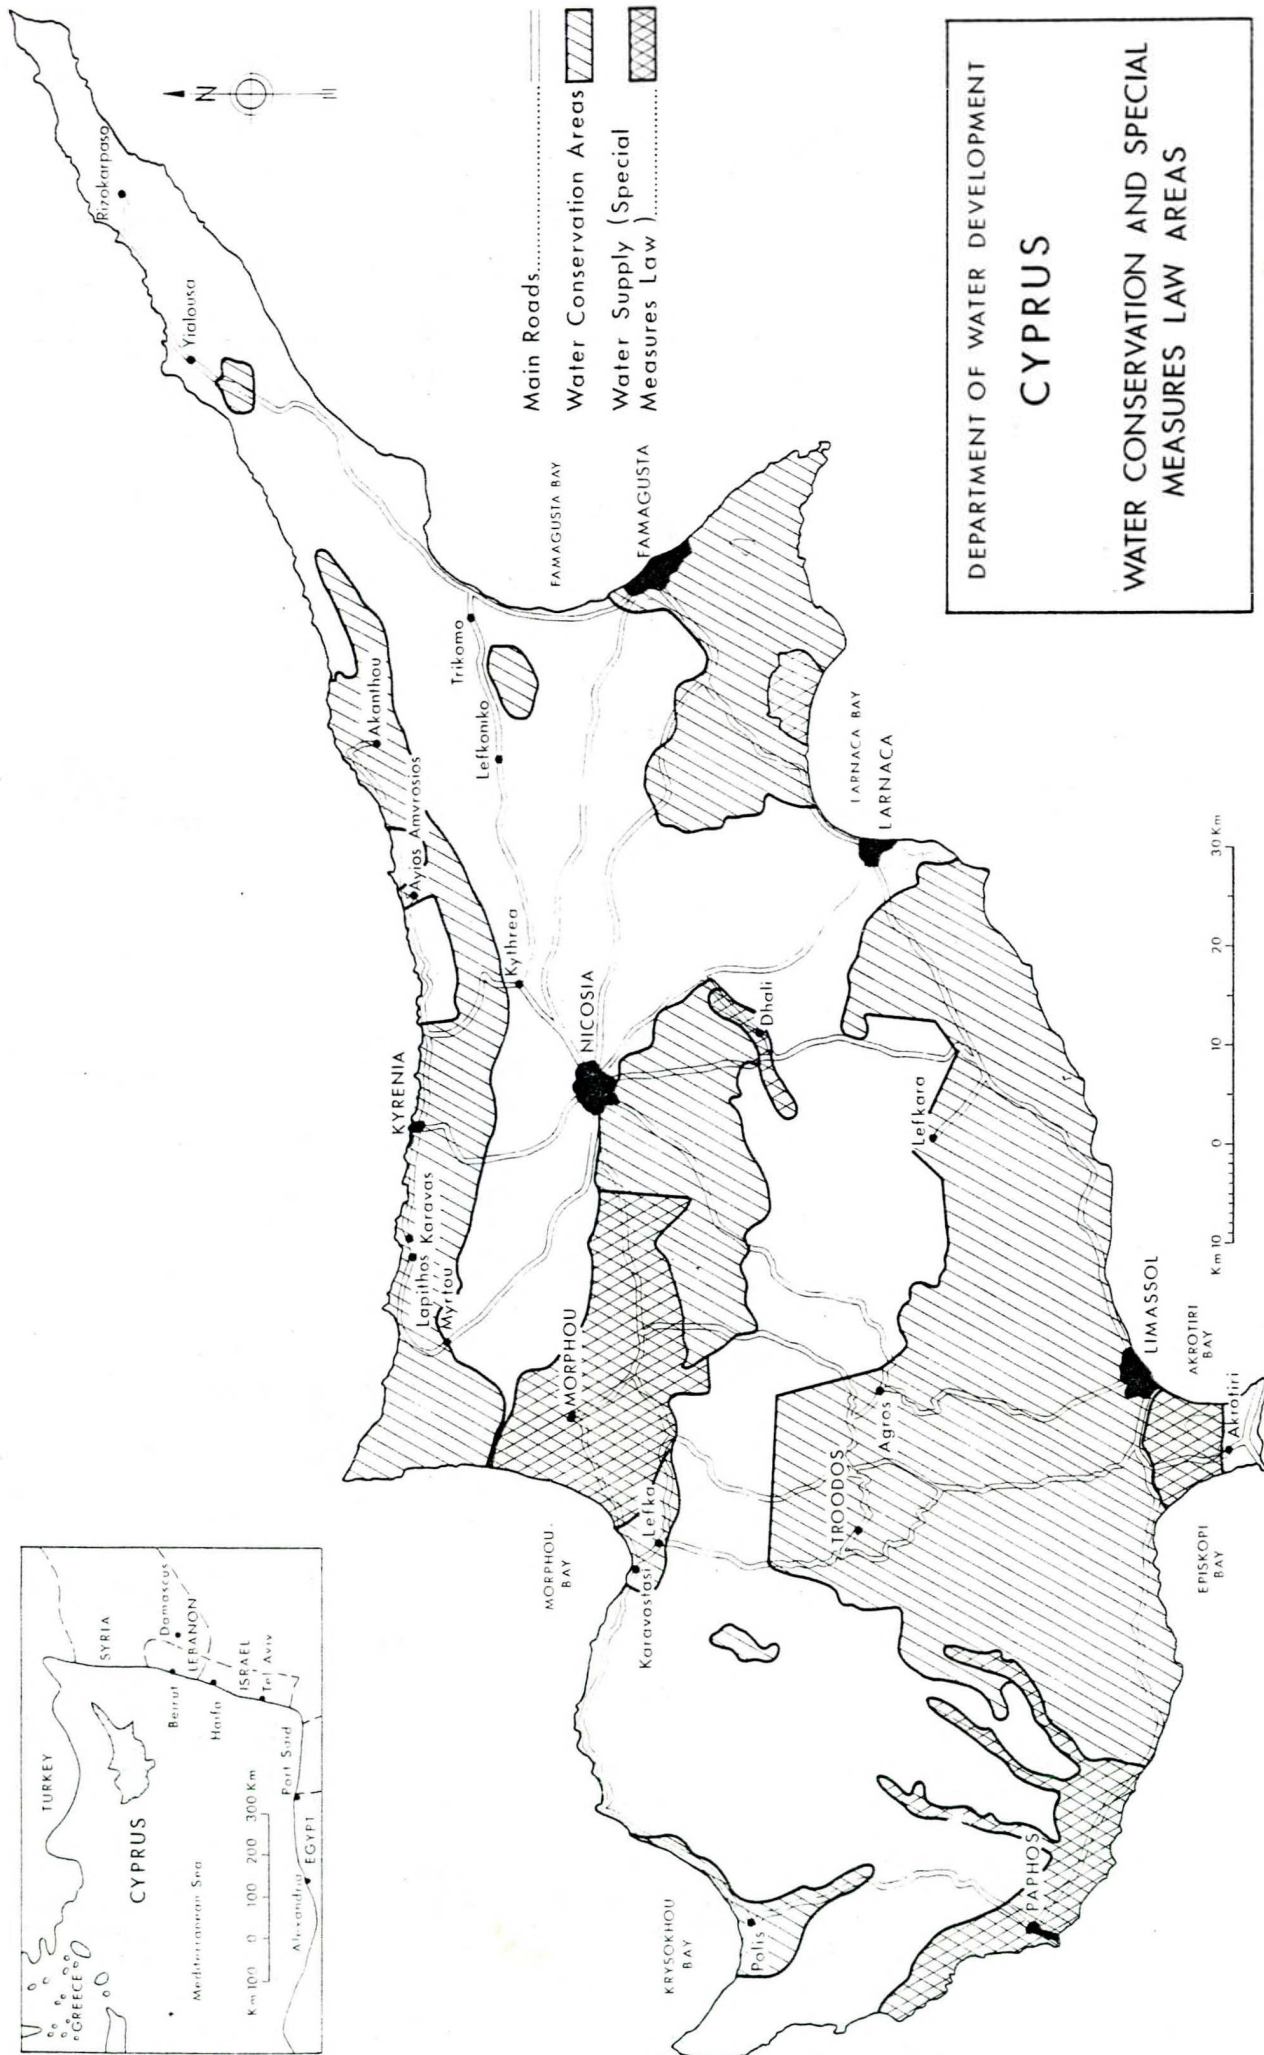 TURKEY
GREECE
CYPRUS
SYRIA
Mediterranean Sea
Beirut
Damascus
LEBANON
Haifa
ISRAEL
Tel Aviv
Port Said
Alexandria
EGYPT
Km 100 0 100 200 300 Km
N
Rizokarpaso
Yialousa
Akanthou
Ayios Amvrosios
KYRENIA
Karavas
Lapithos
Myrtou
Trikomo
Lefkoniko
Kythrea
FAMAGUSTA BAY
FAMAGUSTA
NICOSIA
MORPHOU
MORPHOU
BAY
Lefka
Karavostasi
KRYSOKHOU
BAY
Polis
Dhali
LARNACA BAY
LARNACA
Lefkara
TROODOS
Agros
PAPHOS
LIMASSOL
AKROTIRI
BAY
Akrotiri
EPISKOPI
BAY
Km 10 0 10 20 30 Km
Main Roads
Water Conservation Areas
Water Supply (Special
Measures Law)
DEPARTMENT OF WATER DEVELOPMENT
CYPRUS
WATER CONSERVATION AND SPECIAL
MEASURES LAW AREAS